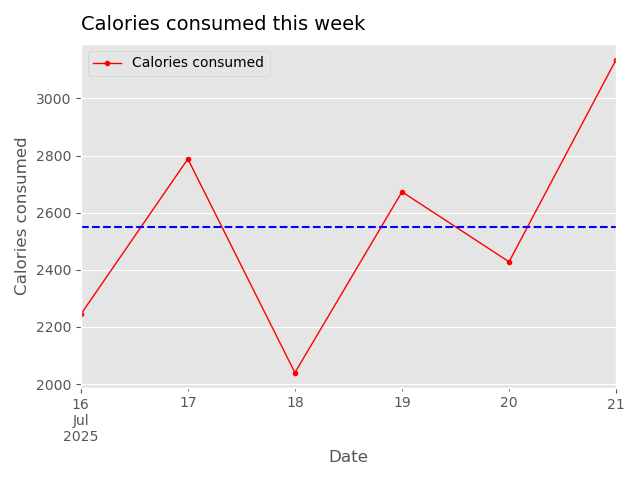 Calories consumed this week
Calories consumed
3000
2800
2600
2400
2200
2000
Calories consumed
16
Jul
2025
17
18
19
20
21
Date